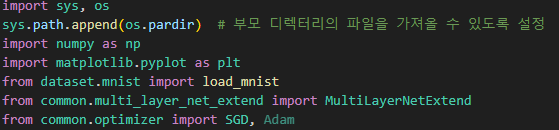 import sys, os
sys.path.append(os.pardir)  # 부모 디렉터리의 파일을 가져올 수 있도록 설정
import numpy as np
import matplotlib.pyplot as plt
from dataset.mnist import load_mnist
from common.multi_layer_net_extend import MultiLayerNetExtend
from common.optimizer import SGD, Adam